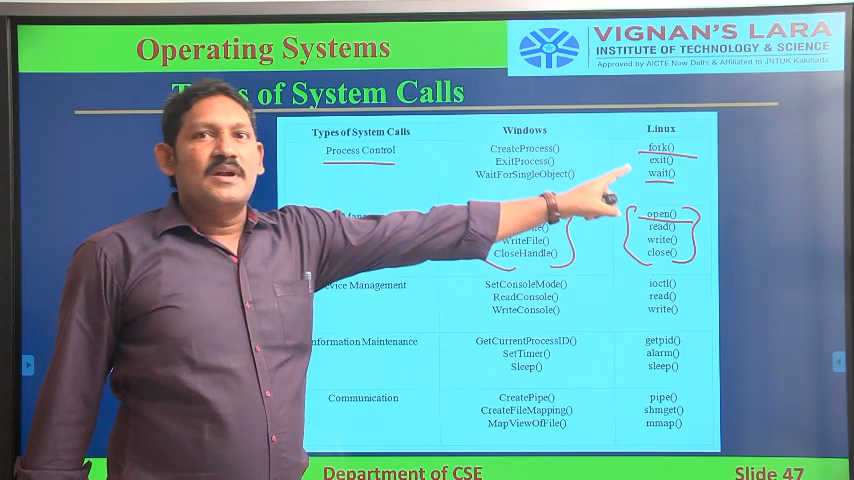 Operating Systems
VIGNAN'S LARA
INSTITUTE OF TECHNOLOGY & SCIENCE
Approved by AICTE New Delhi & Affiliated to JNTUK Kakinada
of System Calls
Types of System Calls Windows Linux
Process Control CreateProcess() fork()
ExitProcess() exit()
WaitForSingleObject() wait()
open()
read()
WriteFile() write()
CloseHandle() close()
Management SetConsoleMode() ioctl()
ReadConsole() read()
WriteConsole() write()
nformation Maintenance GetCurrentProcessID() getpid()
SetTimer() alarm()
Sleep() sleep()
Communication CreatePipe() pipe()
CreateFileMapping() shmget()
MapViewOfFile() mmap()
Department of CSE
Slide 47